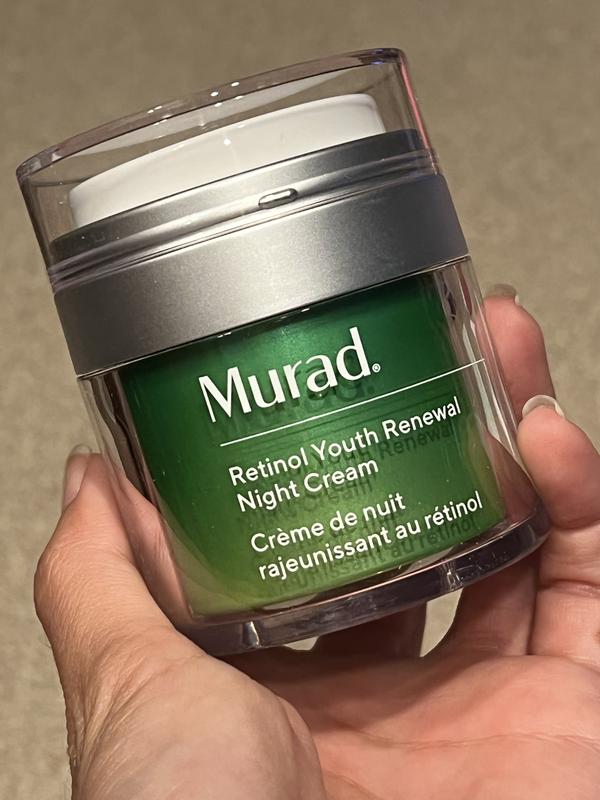 Murad®
Retinol Youth Renewal
Night Cream
Crème de nuit
rajeunissant au rétinol